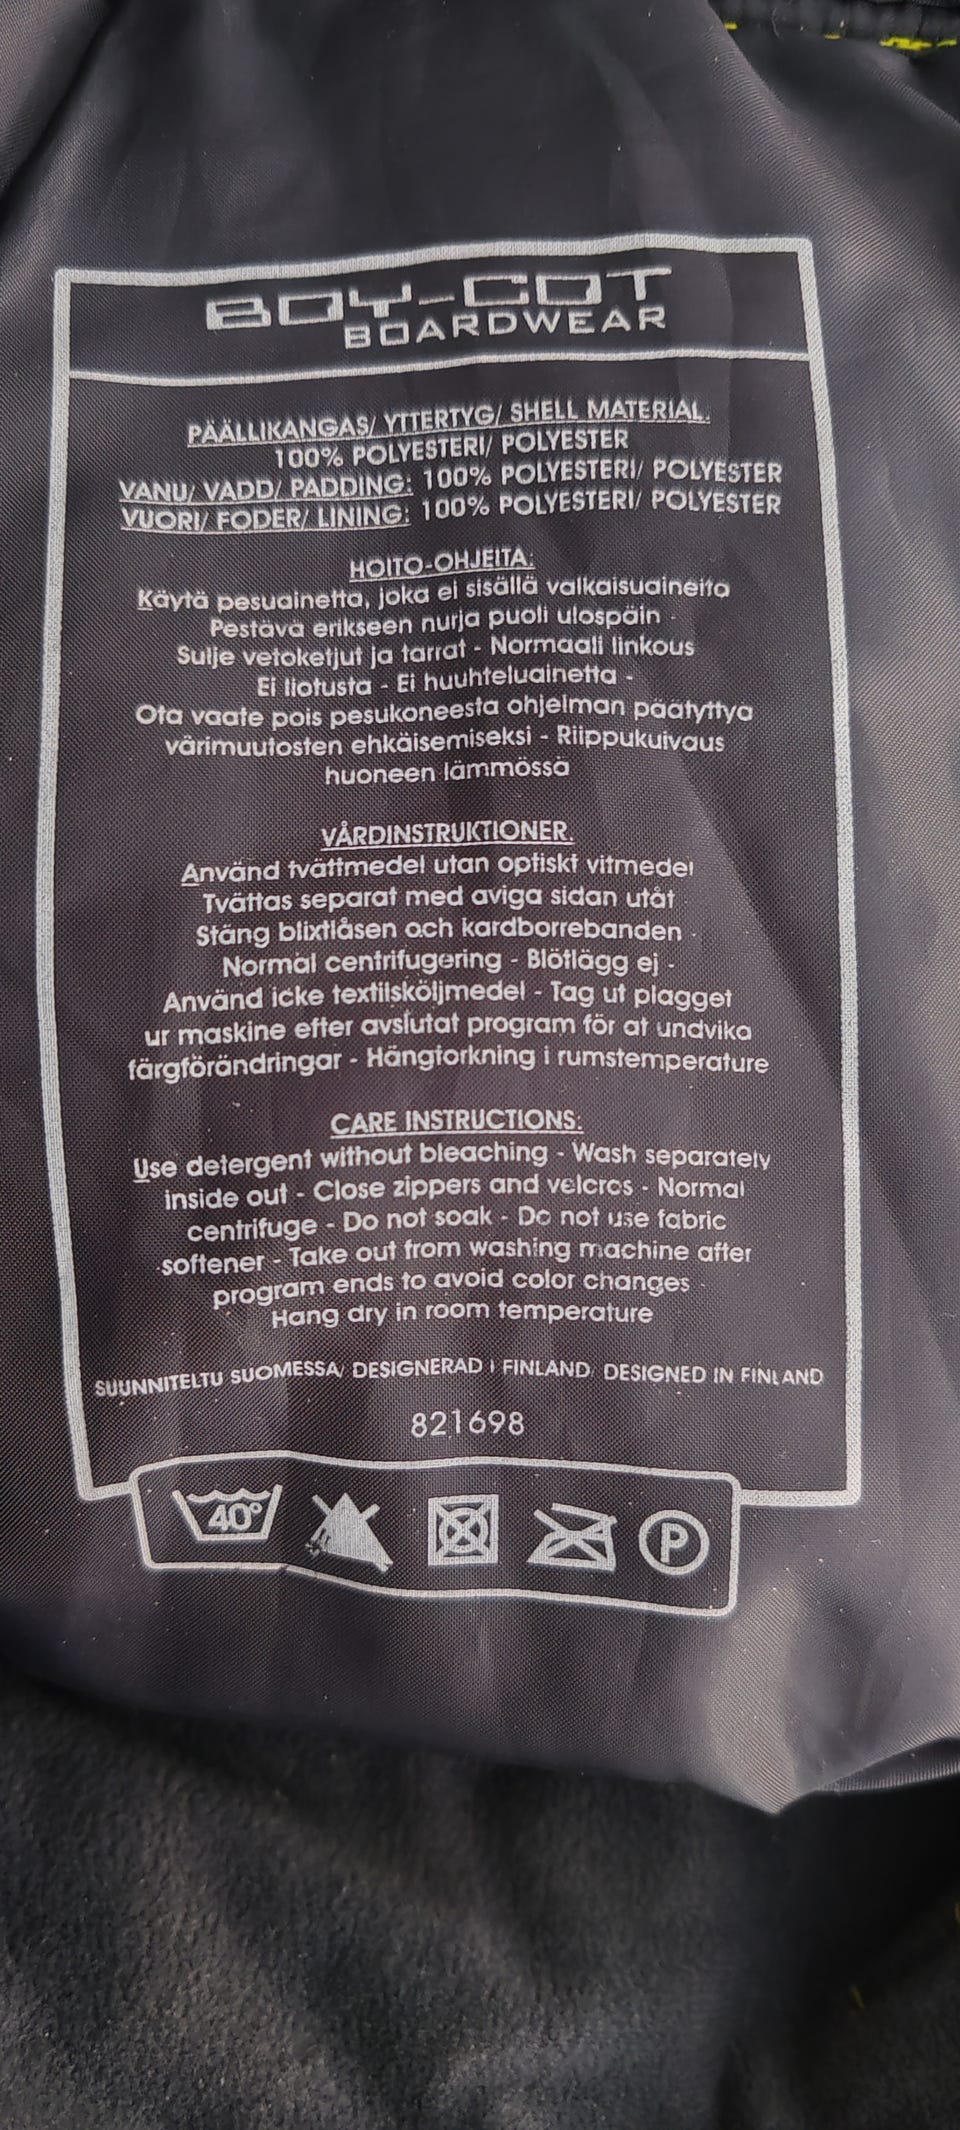 BOY-COT
BOARDWEAR
PÄÄLLIKANGAS/ YTTERTYG/ SHELL MATERIAL:
100% POLYESTERI/ POLYESTER
VANU/ VADD/ PADDING: 100% POLYESTERI/ POLYESTER
VUORI/ FODER/ LINING: 100% POLYESTERI/ POLYESTER
HOITO-OHJEITA:
Käytä pesuainetta, joka ei sisällä valkaisuaineita
Pestävä erikseen nurja puoli ulospäin -
Sulje vetoketjut ja tarrat - Normaali linkous
Ei liotusta - Ei huuhteluainetta -
Ota vaate pois pesukoneesta ohjelman päätyttyä
värimuutosten ehkäisemiseksi - Riippukuivaus
huoneen lämmössä
VÅRDINSTRUKTIONER.
Använd tvättmedel utan optiskt vitmedel
Tvättas separat med aviga sidan utåt
Stäng blixtlåsen och kardborrebanden -
Normal centrifugering - Blötlägg ej -
Använd icke textilsköljmedel - Tag ut plagget
ur maskine efter avslutat program för at undvika
färgförändringar - Hängtorkning i rumstemperature
CARE INSTRUCTIONS:
Use detergent without bleaching - Wash separately
inside out - Close zippers and velcros - Normal
centrifuge - Do not soak - Do not use fabric
softener - Take out from washing machine after
program ends to avoid color changes
Hang dry in room temperature
SUUNNITELTU SUOMESSA/ DESIGNERAD I FINLAND/ DESIGNED IN FINLAND
821698
40° P